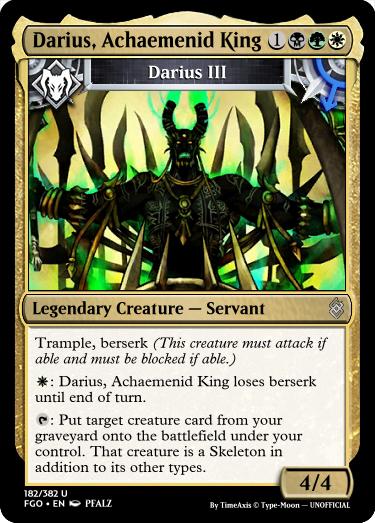 Darius, Achaemenid King 1
Darius III
Legendary Creature — Servant
Trample, berserk (This creature must attack if
able and must be blocked if able.)
: Darius, Achaemenid King loses berserk
until end of turn.
: Put target creature card from your
graveyard onto the battlefield under your
control. That creature is a Skeleton in
addition to its other types.
4/4
182/382 U
FGO • EN PFALZ
By TimeAxis © Type-Moon — UNOFFICIAL